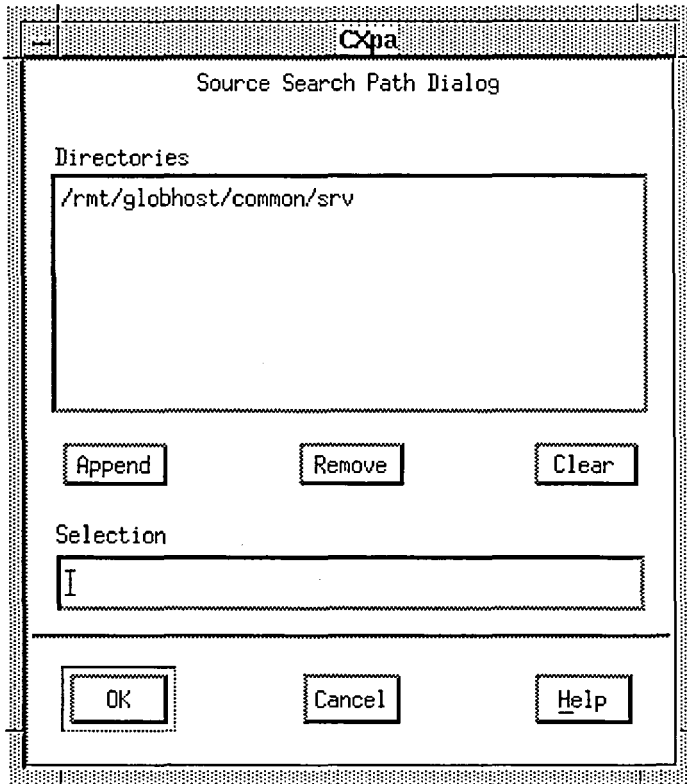 CXpa
Source Search Path Dialog
Directories
/rmt/globhost/common/srv
Append Remove Clear
Selection
OK Cancel Help